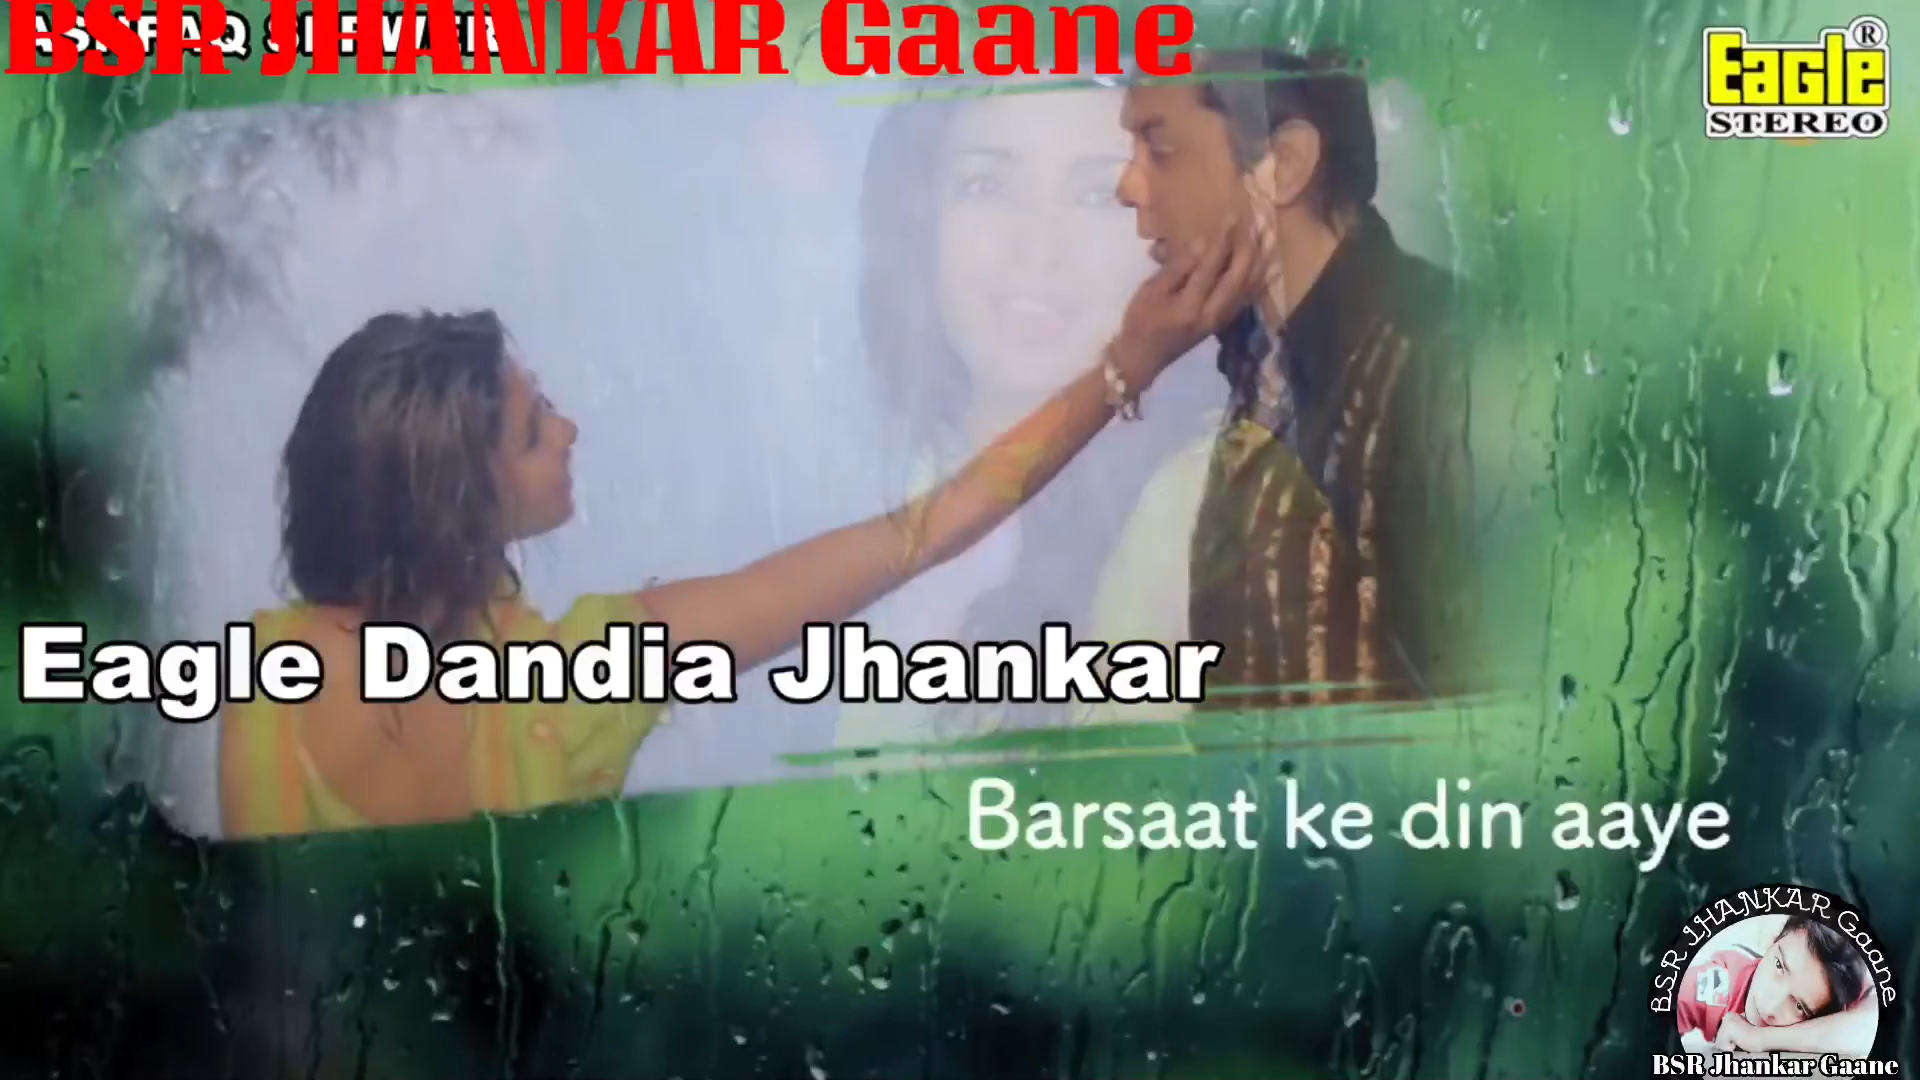 BSR JHANKAR Gaane
Eagle®
STEREO
Eagle Dandia Jhankar
Barsaat ke din aaye
BSR JHANKAR Gaane
BSR Jhankar Gaane